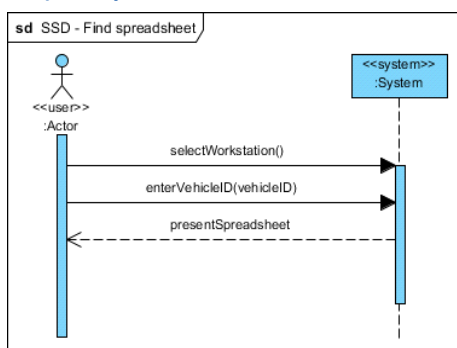 sd SSD - Find spreadsheet
<<user>>
:Actor
<<system>>
:System
selectWorkstation()
enterVehicleID(vehicleID)
presentSpreadsheet